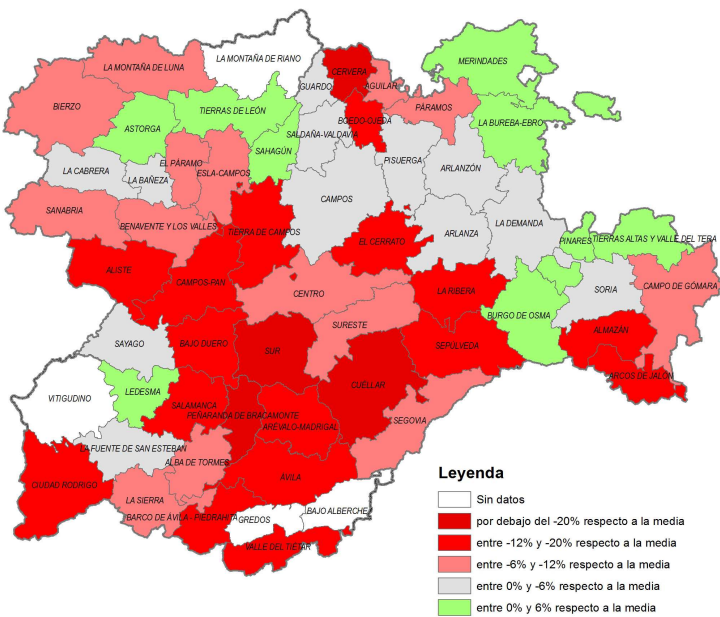 LA MONTAÑA DE RIANO
MERINDADES
LA MONTAÑA DE LUNA
CERVERA
GUARDO
AGUILAR
BIERZO
TIERRAS DE LEÓN
PÁRAMOS
BOEDO-OJEDA
LA BUREBA-EBRO
ASTORGA
SALDAÑA-VALDAVIA
SAHAGÚN
EL PÁRAMO
PISUERGA
ARLANZÓN
LA CABRERA
ESLA-CAMPOS
LA BAÑEZA
CAMPOS
SANABRIA
BENAVENTE Y LOS VALLES
LA DEMANDA
TIERRA DE CAMPOS
ARLANZA
PINARES
TIERRAS ALTAS Y VALLE DEL TERA
EL CERRATO
ALISTE
CAMPOS-PAN
CENTRO
LA RIBERA
SORIA
CAMPO DE GÓMARA
BURGO DE OSMA
SURESTE
ALMAZÁN
SAYAGO
BAJO DUERO
SUR
SEPÚLVEDA
ARCOS DE JALÓN
CUÉLLAR
LEDESMA
VITIGUDINO
SALAMANCA
PEÑARANDA DE BRACAMONTE
SEGOVIA
ARÉVALO-MADRIGAL
LA FUENTE DE SAN ESTEBAN
ALBA DE TORMES
ÁVILA
CIUDAD RODRIGO
LA SIERRA
BAJO ALBERCHE
BARCO DE ÁVILA - PIEDRAHITA
GREDOS
VALLE DEL TIÉTAR
Leyenda
Sin datos
por debajo del -20% respecto a la media
entre -12% y -20% respecto a la media
entre -6% y -12% respecto a la media
entre 0% y -6% respecto a la media
entre 0% y 6% respecto a la media